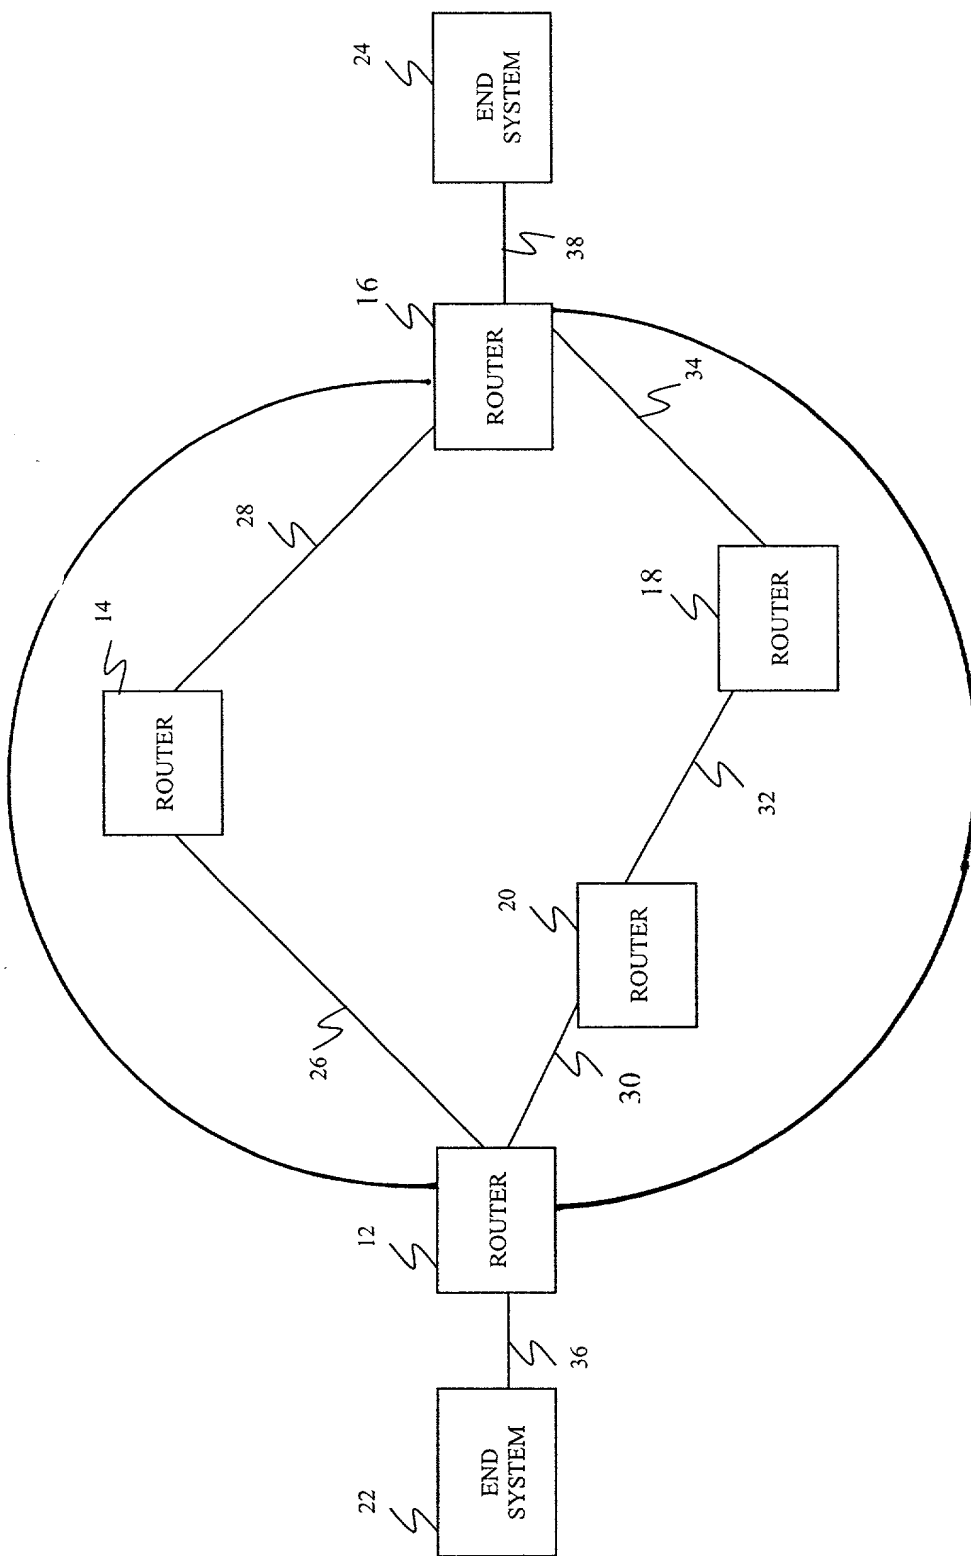 24
END
SYSTEM
38
16
ROUTER
34
28
14
ROUTER
18
ROUTER
32
20
ROUTER
26
30
12
ROUTER
36
22
END
SYSTEM